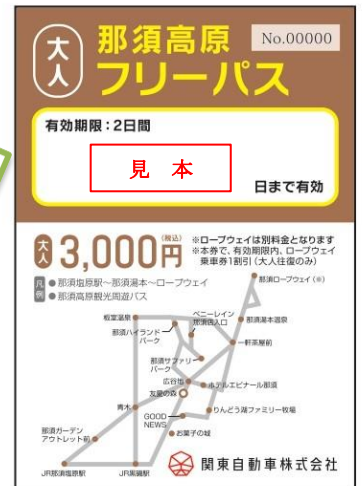 大人
那須高原
No.00000
フリーパス
有効期限：2日間
見 本
日まで有効
大人 3,000円 (税込)
※ロープウェイは別料金となります
※本券で、有効期限内、ロープウェイ
乗車券1割引（大人往復のみ）
凡例
●那須塩原駅～那須湯本～ロープウェイ
●那須高原観光周遊バス
那須ロープウェイ（※）
板室温泉
ペニーレイン
那須店入口
那須湯本温泉
那須ハイランド
パーク
一軒茶屋前
那須サファリ
パーク
広谷地
ホテルエピナール那須
友愛の森
青木
GOOD
NEWS
りんどう湖ファミリー牧場
那須ガーデン
アウトレット前
お菓子の城
JR那須塩原駅
JR黒磯駅
関東自動車株式会社